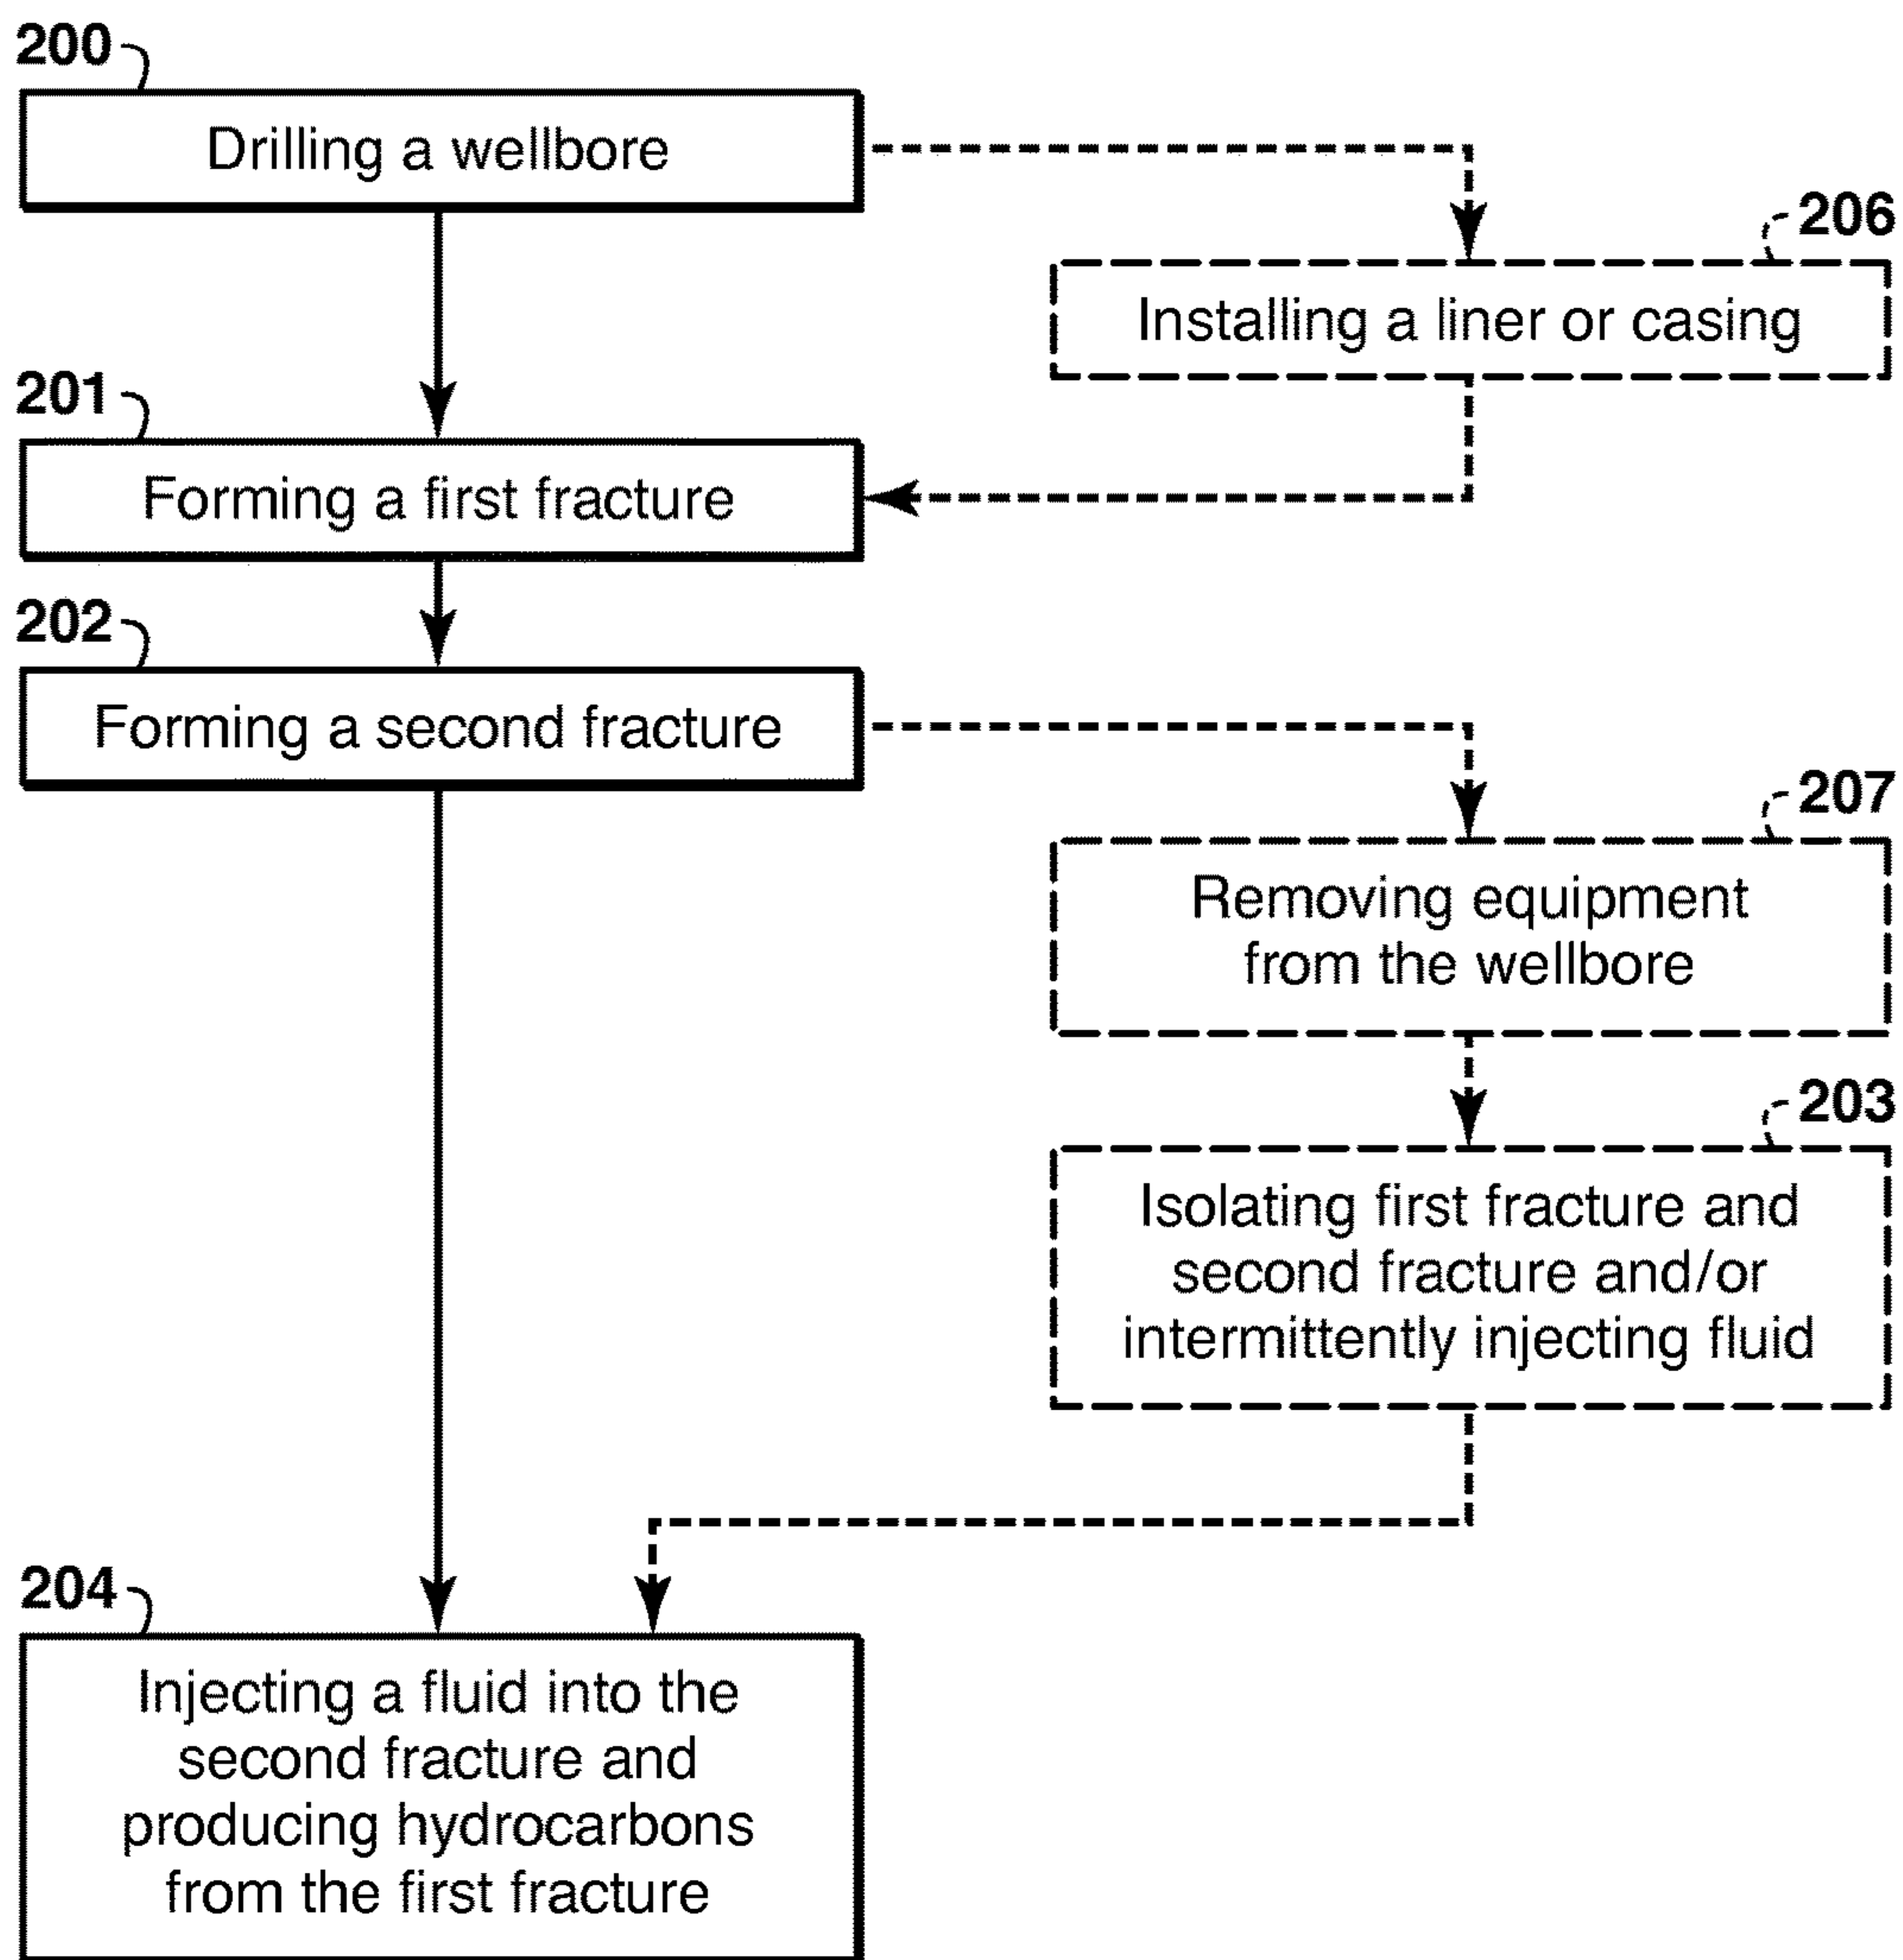 200
Drilling a wellbore
206
Installing a liner or casing
201
Forming a first fracture
202
Forming a second fracture
207
Removing equipment
from the wellbore
203
Isolating first fracture and
second fracture and/or
intermittently injecting fluid
204
Injecting a fluid into the
second fracture and
producing hydrocarbons
from the first fracture